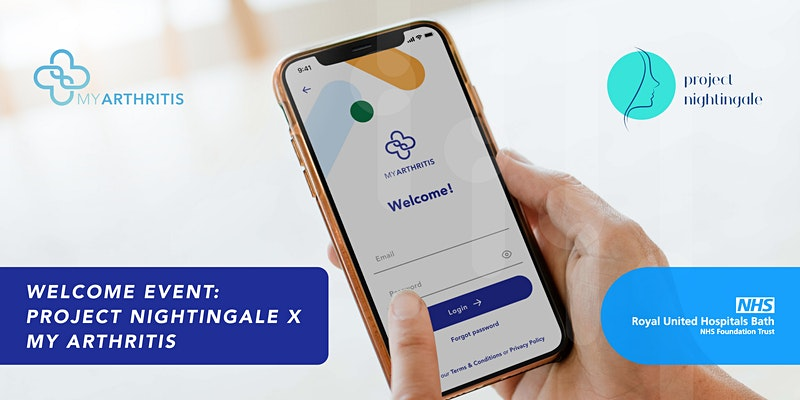 MYARTHRITIS
project
nightingale
9:41
MYARTHRITIS
Welcome!
Email
Password
Login
Forgot password
our Terms & Conditions or Privacy Policy
WELCOME EVENT:
PROJECT NIGHTINGALE X
MY ARTHRITIS
NHS
Royal United Hospitals Bath
NHS Foundation Trust